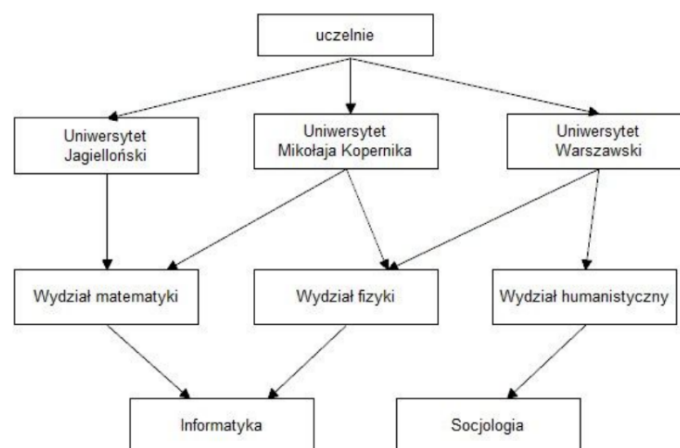 uczelnie
Uniwersytet
Jagielloński
Uniwersytet
Mikołaja Kopernika
Uniwersytet
Warszawski
Wydział matematyki
Wydział fizyki
Wydział humanistyczny
Informatyka
Socjologia